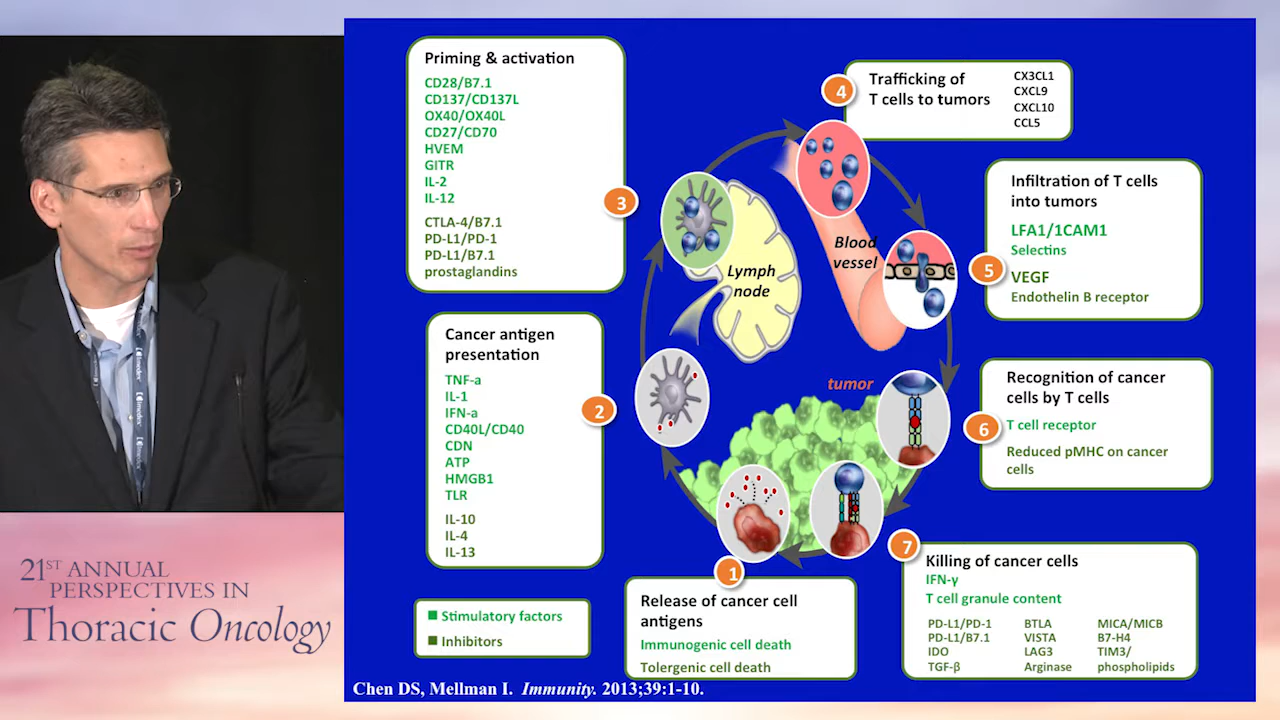 Priming & activation
CD28/B7.1
CD137/CD137L
OX40/OX40L
CD27/CD70
HVEM
GITR
IL-2
IL-12
CTLA-4/B7.1
PD-L1/PD-1
PD-L1/B7.1
prostaglandins
3
4
Trafficking of
T cells to tumors
CX3CL1
CXCL9
CXCL10
CCL5
Infiltration of T cells
into tumors
LFA1/1CAM1
Selectins
VEGF
Endothelin B receptor
5
Blood
vessel
Lymph
node
Cancer antigen
presentation
TNF-a
IL-1
IFN-a
CD40L/CD40
CDN
ATP
HMGB1
TLR
IL-10
IL-4
IL-13
2
tumor
Recognition of cancer
cells by T cells
T cell receptor
Reduced pMHC on cancer
cells
6
7
Killing of cancer cells
IFN-γ
T cell granule content
PD-L1/PD-1 BTLA MICA/MICB
PD-L1/B7.1 VISTA B7-H4
IDO LAG3 TIM3/
TGF-β Arginase phospholipids
1
Release of cancer cell
antigens
Immunogenic cell death
Tolergenic cell death
Stimulatory factors
Inhibitors
Chen DS, Mellman I. Immunity. 2013;39:1-10.
21ST ANNUAL
PERSPECTIVES IN
Thoracic Oncology